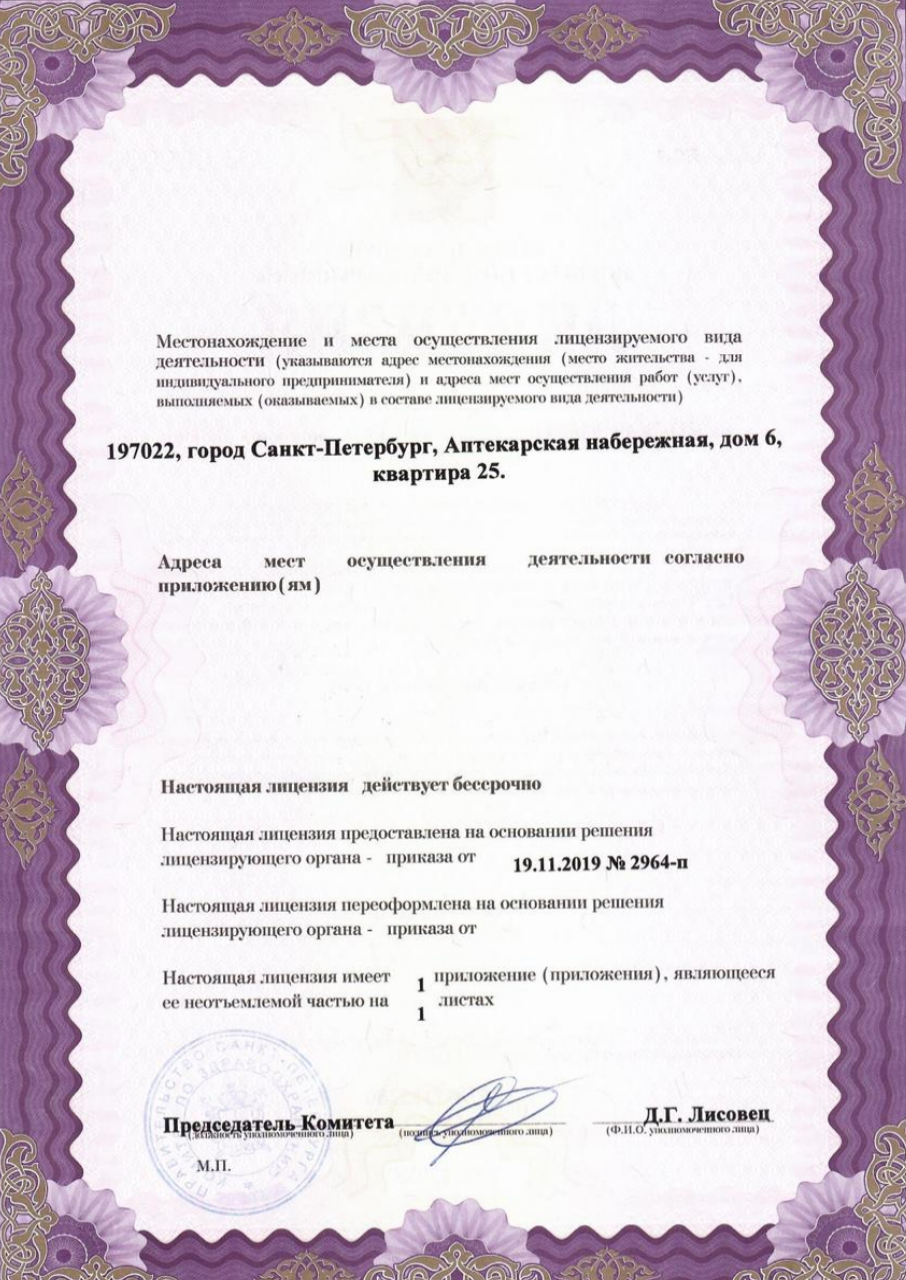 Местонахождение и места осуществления лицензируемого вида
деятельности (указываются адрес местонахождения (место жительства - для
индивидуального предпринимателя) и адреса мест осуществления работ (услуг),
выполняемых (оказываемых) в составе лицензируемого вида деятельности)
197022, город Санкт-Петербург, Аптекарская набережная, дом 6,
квартира 25.
Адреса мест осуществления деятельности согласно
приложению(ям)
Настоящая лицензия действует бессрочно
Настоящая лицензия предоставлена на основании решения
лицензирующего органа - приказа от 19.11.2019 № 2964-п
Настоящая лицензия переоформлена на основании решения
лицензирующего органа - приказа от
Настоящая лицензия имеет 1 приложение (приложения), являющееся
ее неотъемлемой частью на 1 листах
Председатель Комитета Д.Г. Лисовец
(должность уполномоченного лица) (подпись уполномоченного лица) (Ф.И.О. уполномоченного лица)
М.П.